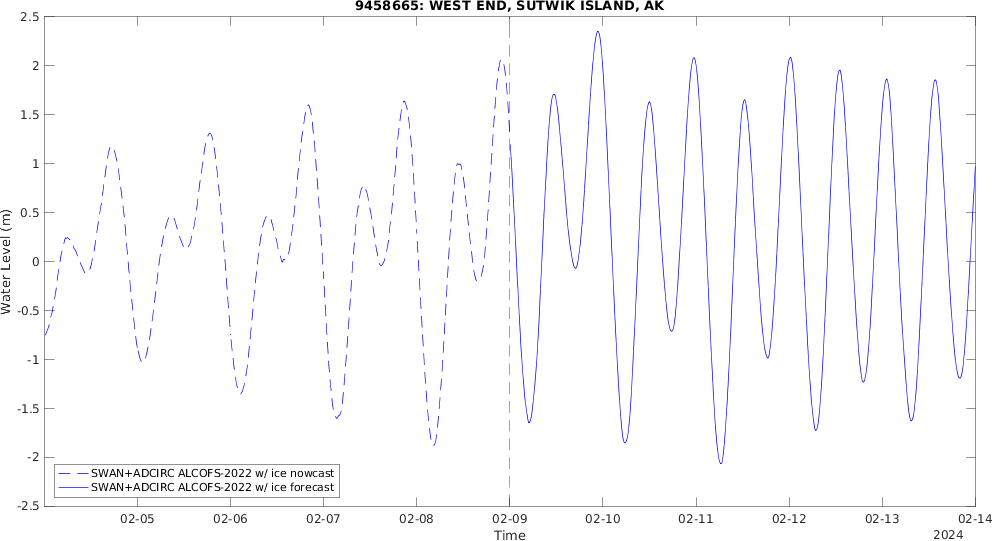 9458665: WEST END, SUTWIK ISLAND, AK
Water Level (m)
2.5
2
1.5
1
0.5
0
-0.5
-1
-1.5
-2
-2.5
SWAN+ADCIRC ALCOFS-2022 w/ ice nowcast
SWAN+ADCIRC ALCOFS-2022 w/ ice forecast
02-05 02-06 02-07 02-08 02-09 02-10 02-11 02-12 02-13 02-14
Time
2024